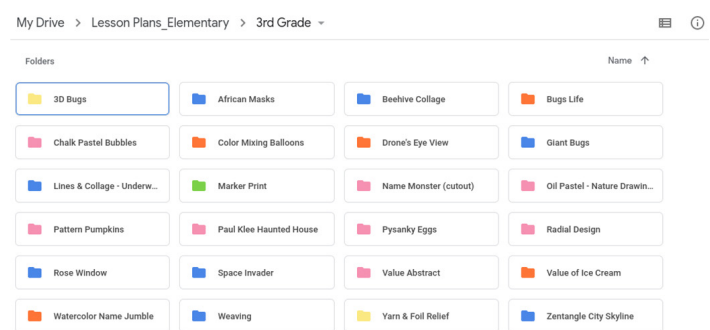 My Drive > Lesson Plans_Elementary > 3rd Grade
Folders Name
3D Bugs African Masks Beehive Collage Bugs Life
Chalk Pastel Bubbles Color Mixing Balloons Drone's Eye View Giant Bugs
Lines & Collage - Underw... Marker Print Name Monster (cutout) Oil Pastel - Nature Drawin...
Pattern Pumpkins Paul Klee Haunted House Pysanky Eggs Radial Design
Rose Window Space Invader Value Abstract Value of Ice Cream
Watercolor Name Jumble Weaving Yarn & Foil Relief Zentangle City Skyline